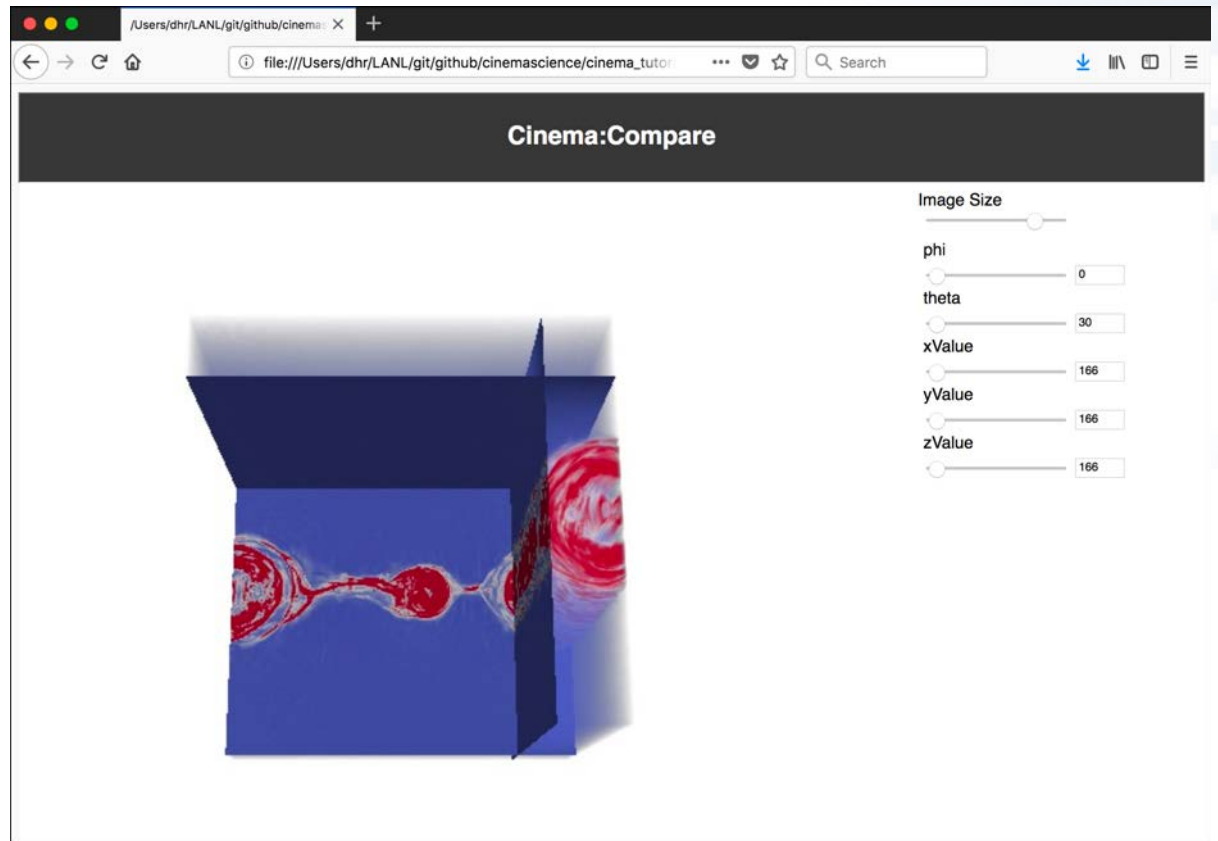 /Users/dhr/LANL/git/github/cinema
file:///Users/dhr/LANL/git/github/cinemascience/cinema_tutor
Search
Cinema:Compare
Image Size
phi
0
theta
30
xValue
166
yValue
166
zValue
166